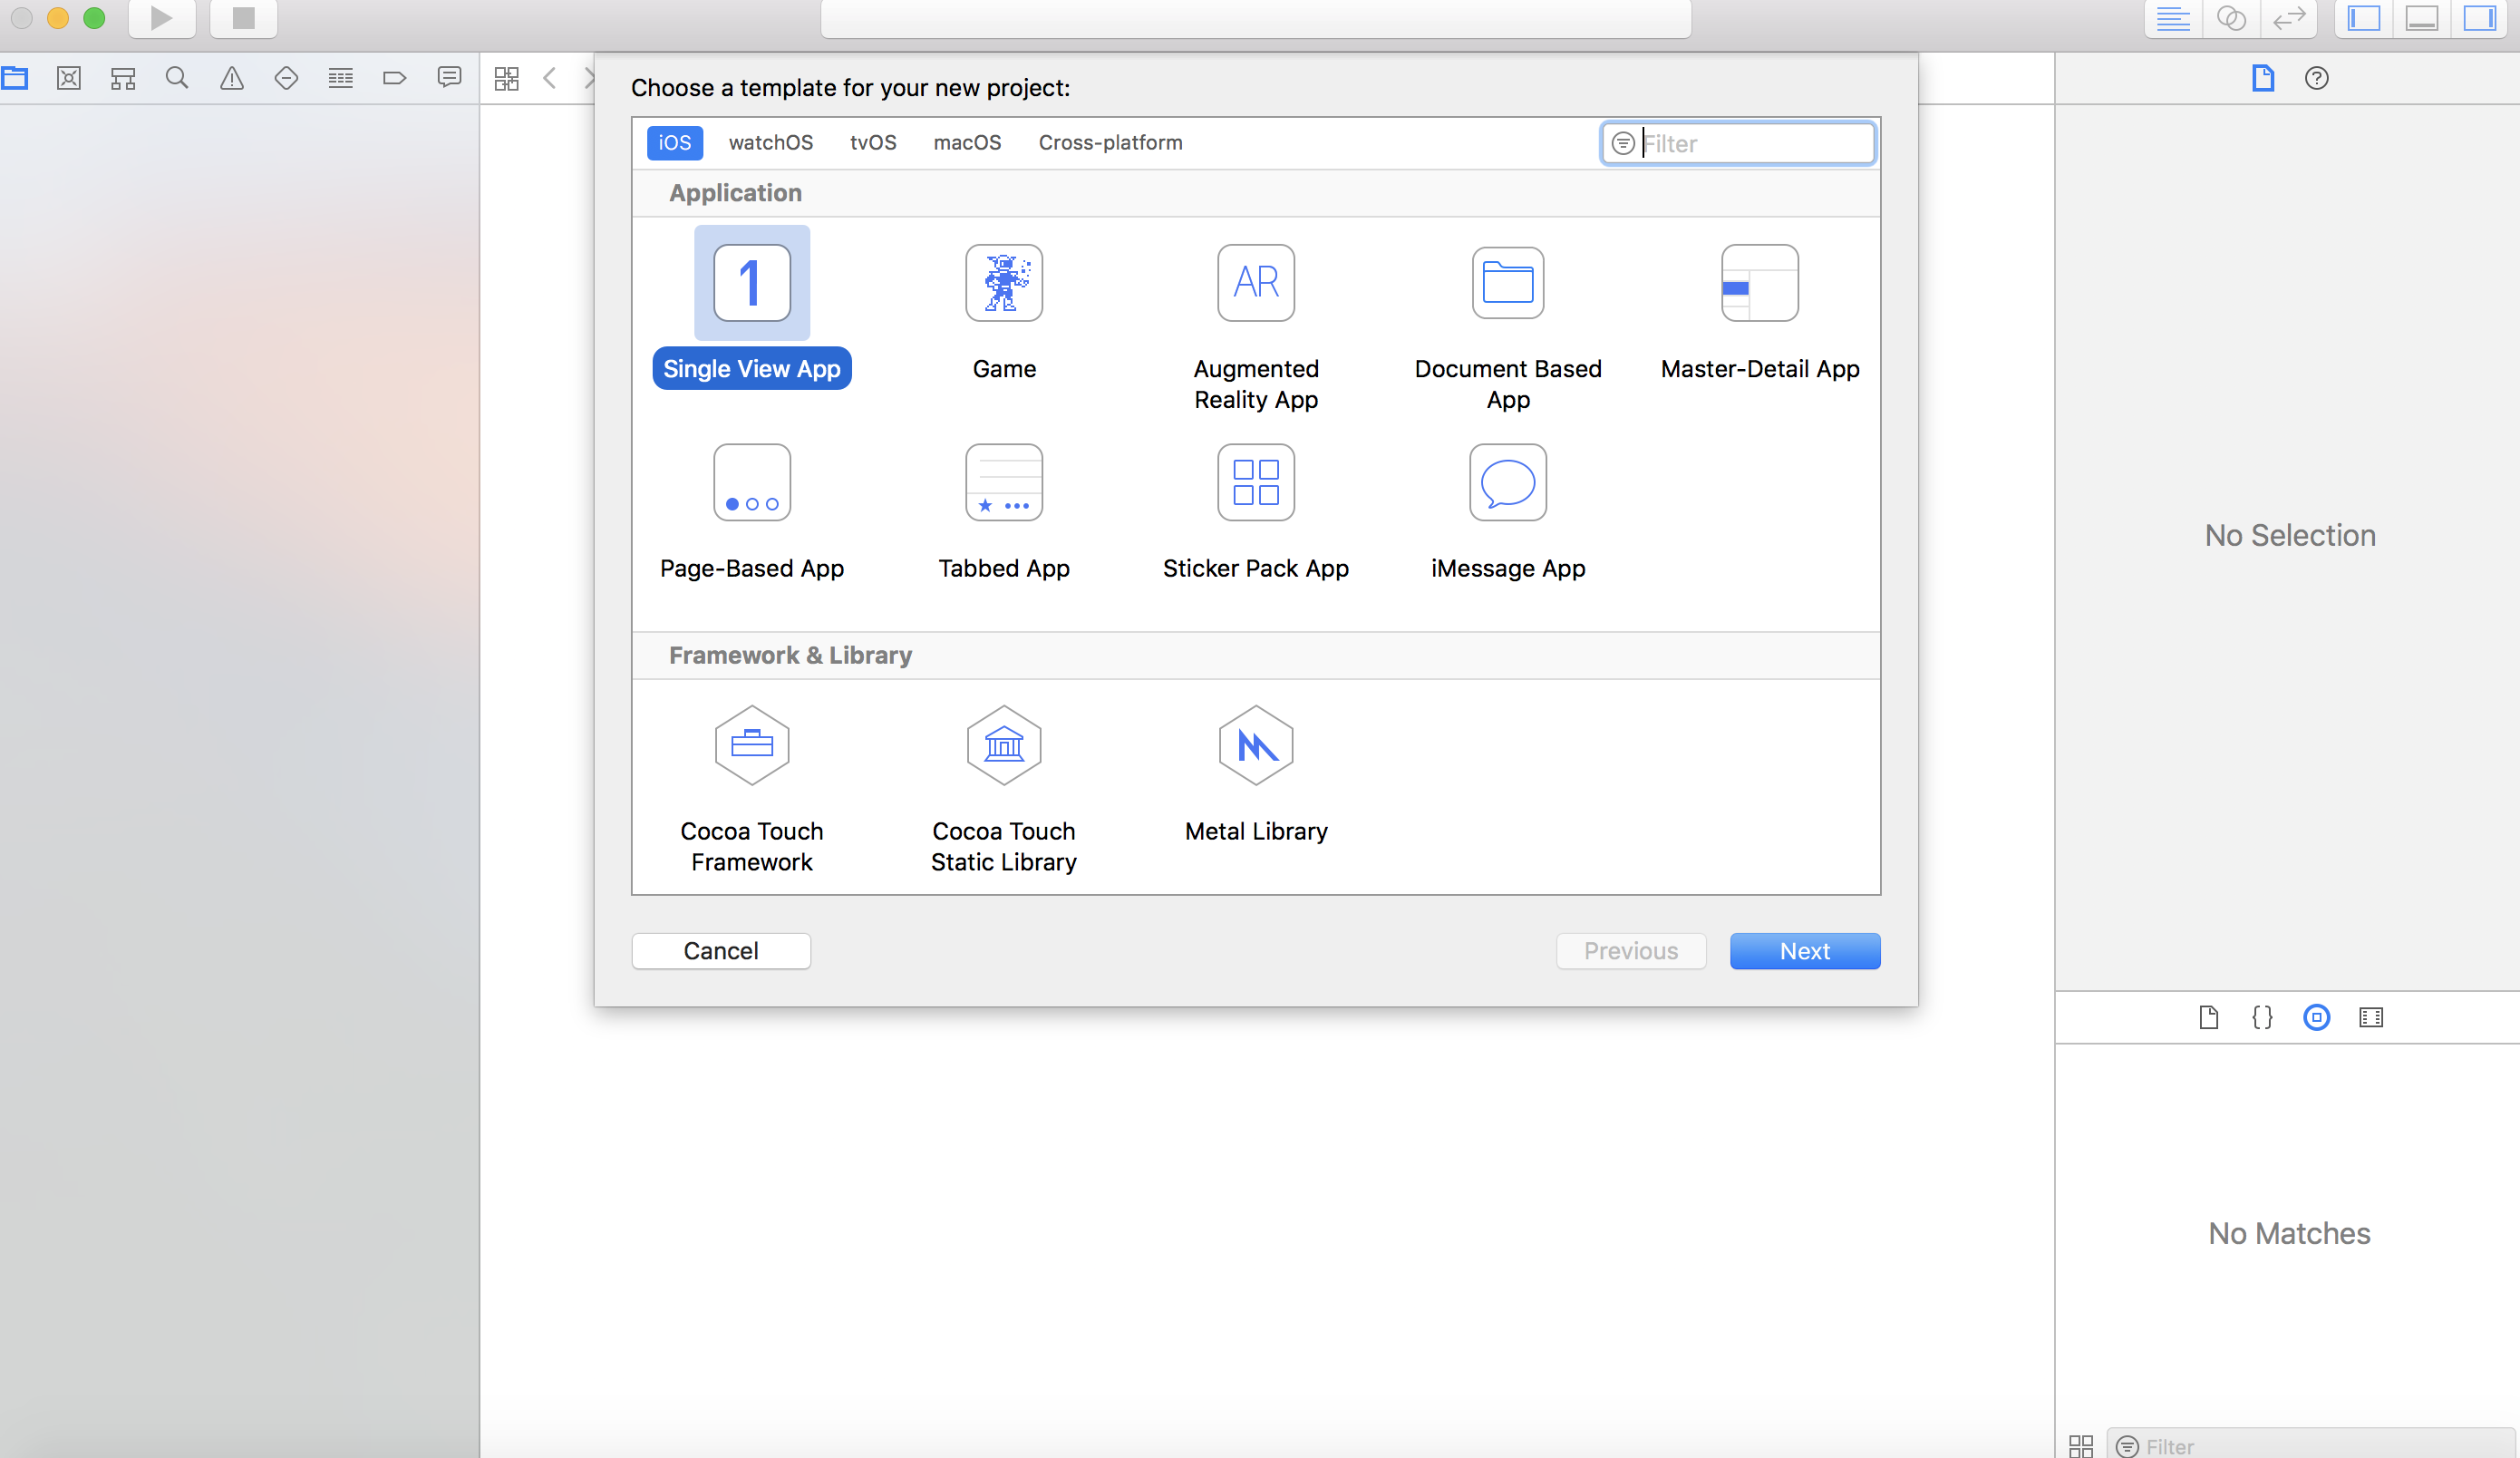 Choose a template for your new project:
iOS watchOS tvOS macOS Cross-platform Filter
Application
1 AR
Single View App Game Augmented Reality App Document Based App Master-Detail App
Page-Based App Tabbed App Sticker Pack App iMessage App
Framework & Library
Cocoa Touch Framework Cocoa Touch Static Library Metal Library
Cancel Previous Next
No Selection
{}
No Matches
Filter